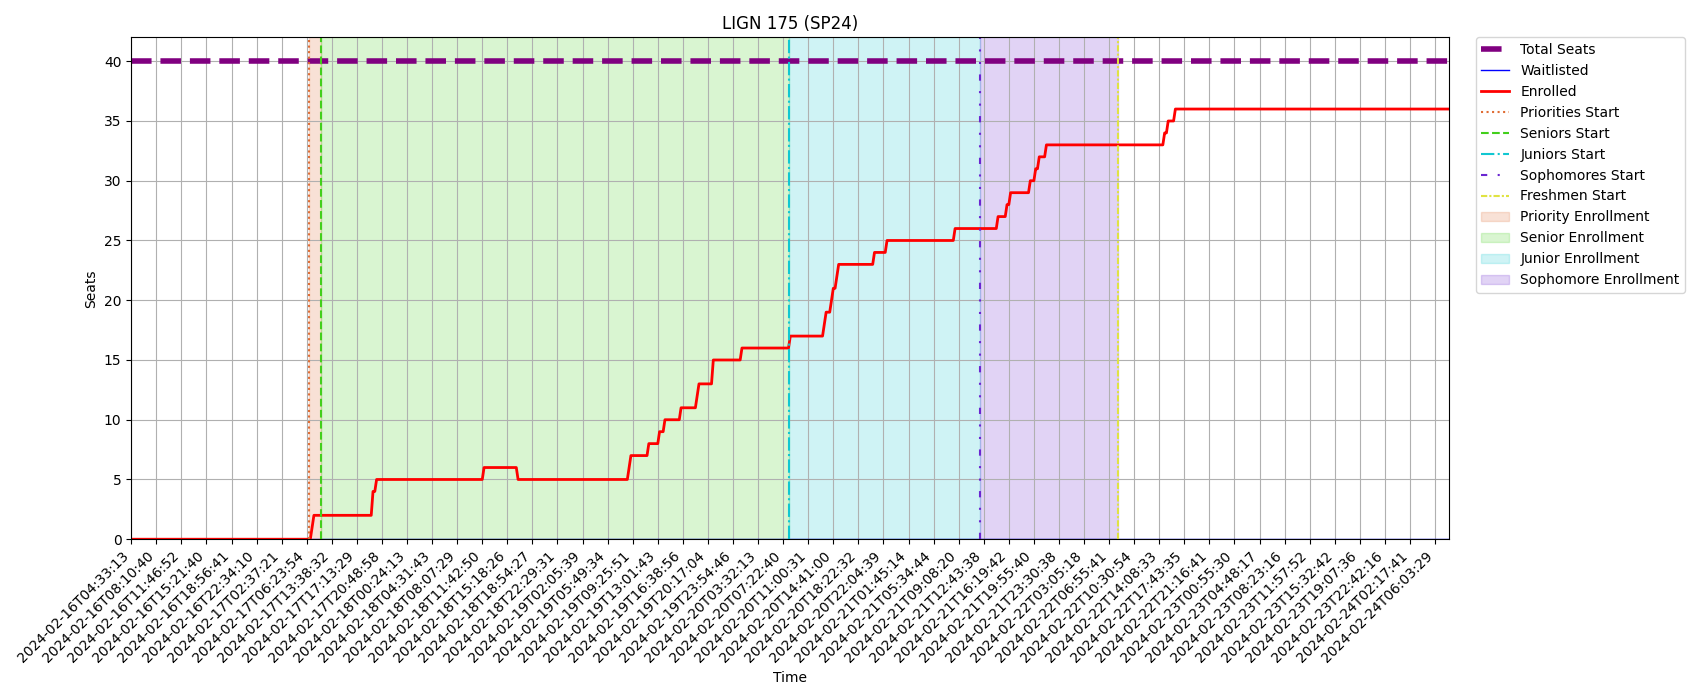 LIGN 175 (SP24)
Seats
40
35
30
25
20
15
10
5
0
2024-02-16T04:33:13
2024-02-16T08:10:40
2024-02-16T11:46:52
2024-02-16T15:21:40
2024-02-16T18:56:41
2024-02-16T22:34:10
2024-02-17T02:37:21
2024-02-17T06:23:54
2024-02-17T13:38:32
2024-02-17T17:13:29
2024-02-17T20:48:58
2024-02-18T00:24:13
2024-02-18T04:31:43
2024-02-18T08:07:29
2024-02-18T11:42:50
2024-02-18T15:18:26
2024-02-18T18:54:27
2024-02-18T22:29:31
2024-02-19T02:05:39
2024-02-19T05:49:34
2024-02-19T09:25:51
2024-02-19T13:01:43
2024-02-19T16:38:56
2024-02-19T20:17:04
2024-02-19T23:54:46
2024-02-20T03:32:13
2024-02-20T07:22:40
2024-02-20T11:00:31
2024-02-20T14:41:00
2024-02-20T18:22:32
2024-02-20T22:04:39
2024-02-21T01:45:14
2024-02-21T05:34:44
2024-02-21T09:08:20
2024-02-21T12:43:38
2024-02-21T16:19:42
2024-02-21T19:55:40
2024-02-21T23:30:38
2024-02-22T03:05:18
2024-02-22T06:55:41
2024-02-22T10:30:54
2024-02-22T14:08:33
2024-02-22T17:43:35
2024-02-22T21:16:41
2024-02-23T00:55:30
2024-02-23T04:48:17
2024-02-23T08:23:16
2024-02-23T11:57:52
2024-02-23T15:32:42
2024-02-23T19:07:36
2024-02-23T22:42:16
2024-02-24T02:17:41
2024-02-24T06:03:29
Time
Total Seats
Waitlisted
Enrolled
Priorities Start
Seniors Start
Juniors Start
Sophomores Start
Freshmen Start
Priority Enrollment
Senior Enrollment
Junior Enrollment
Sophomore Enrollment